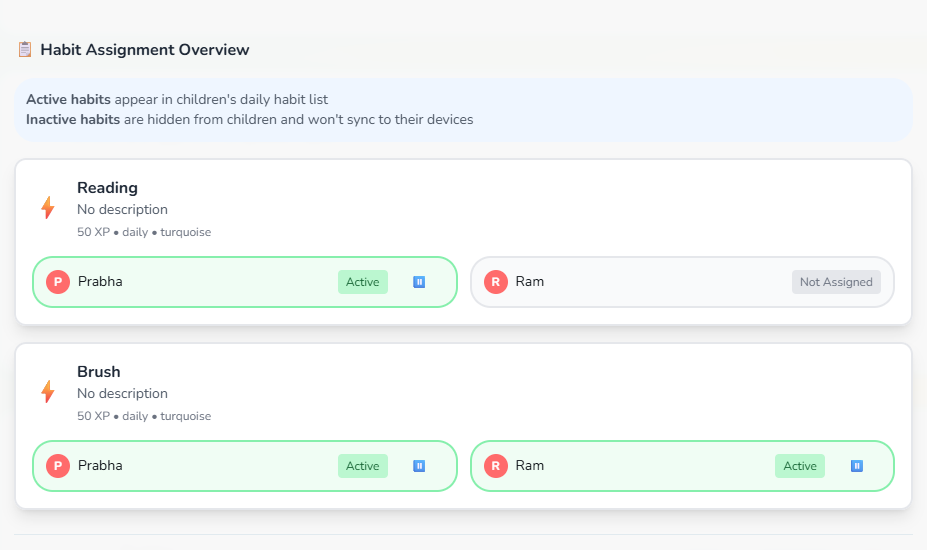 Habit Assignment Overview
Active habits appear in children's daily habit list
Inactive habits are hidden from children and won't sync to their devices
Reading
No description
50 XP • daily • turquoise
P Prabha Active
R Ram Not Assigned
Brush
No description
50 XP • daily • turquoise
P Prabha Active
R Ram Active